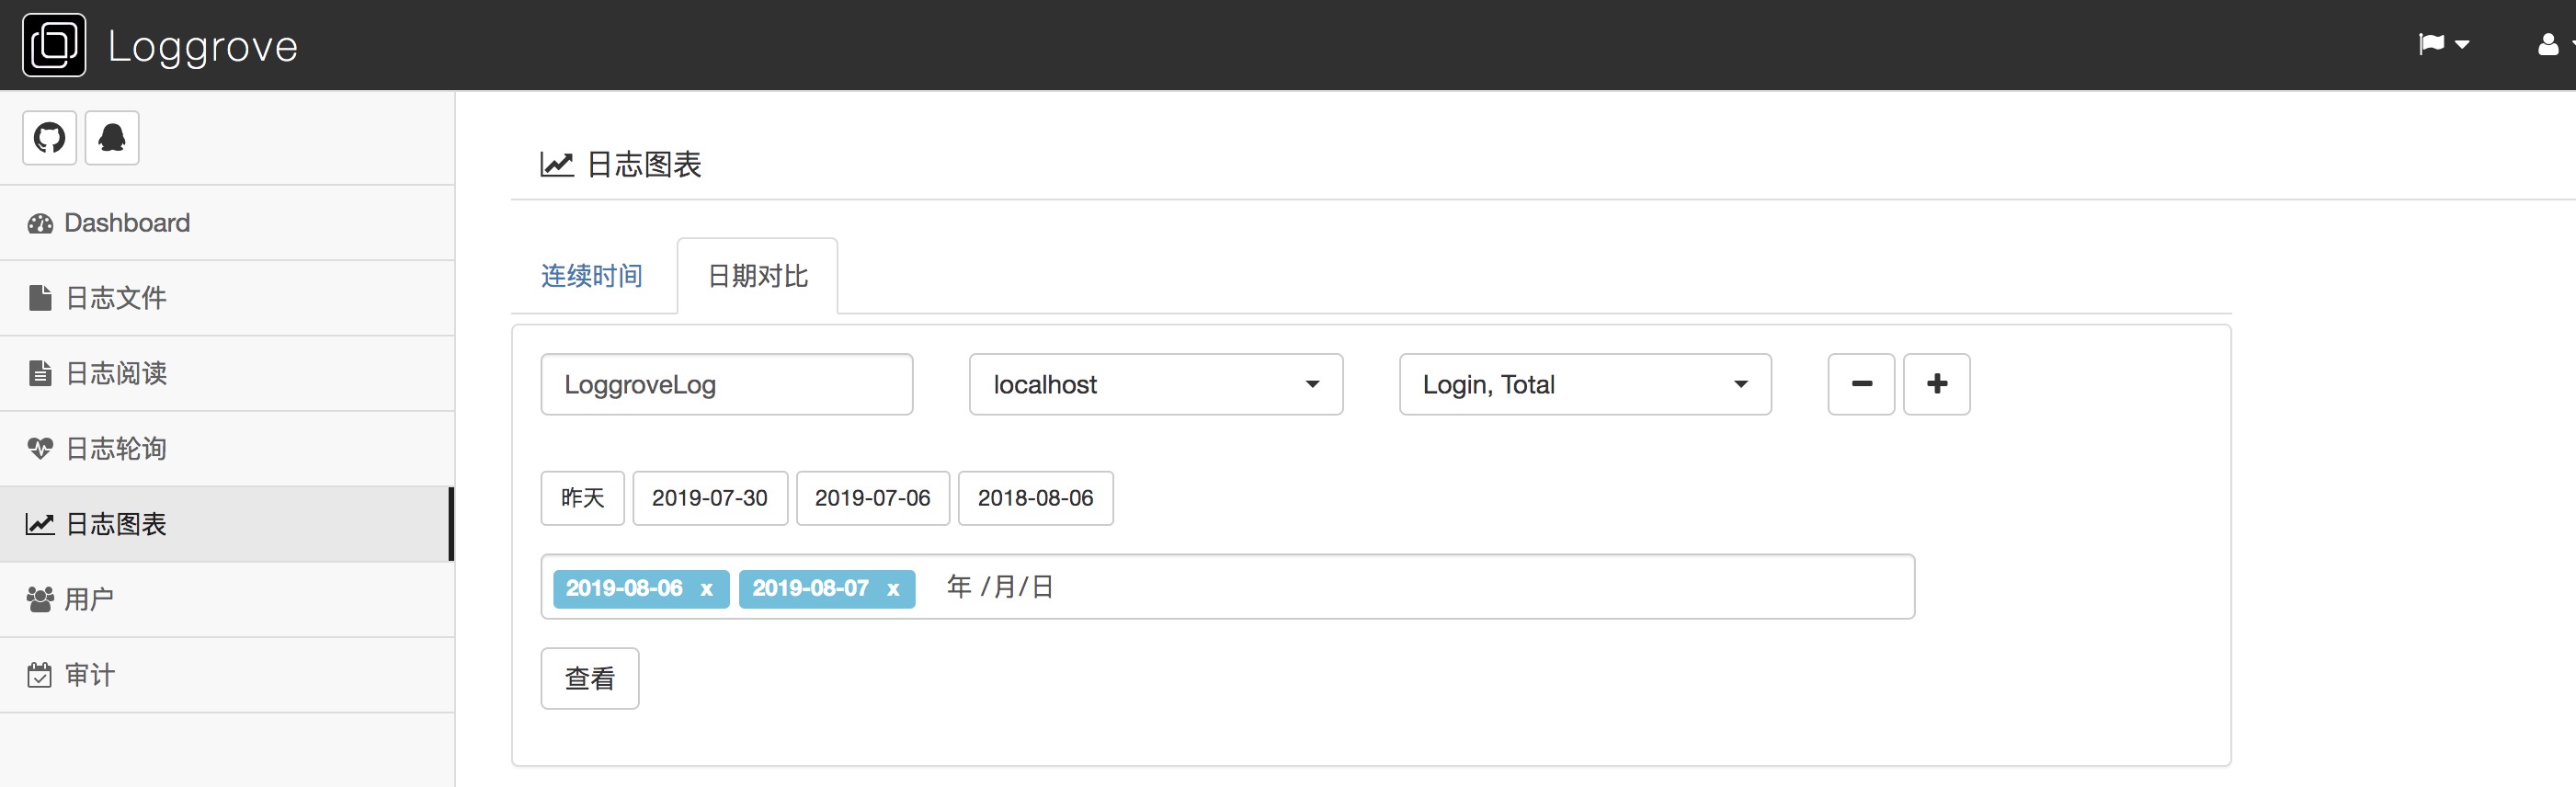 Loggrove
Dashboard
日志文件
日志阅读
日志轮询
日志图表
用户
审计
日志图表
连续时间 日期对比
LoggroveLog localhost Login, Total
昨天 2019-07-30 2019-07-06 2018-08-06
2019-08-06 x 2019-08-07 x 年 /月/日
查看